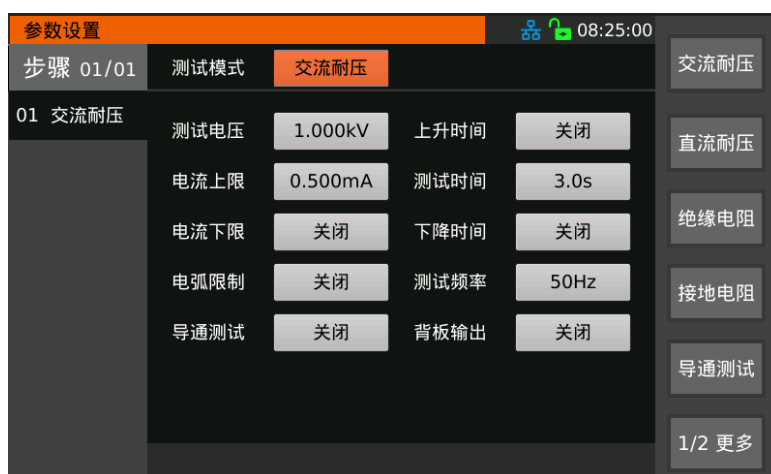 参数设置 08:25:00
步骤 01/01 测试模式 交流耐压
01 交流耐压
测试电压 1.000kV 上升时间 关闭
电流上限 0.500mA 测试时间 3.0s
电流下限 关闭 下降时间 关闭
电弧限制 关闭 测试频率 50Hz
导通测试 关闭 背板输出 关闭
交流耐压
直流耐压
绝缘电阻
接地电阻
导通测试
1/2 更多